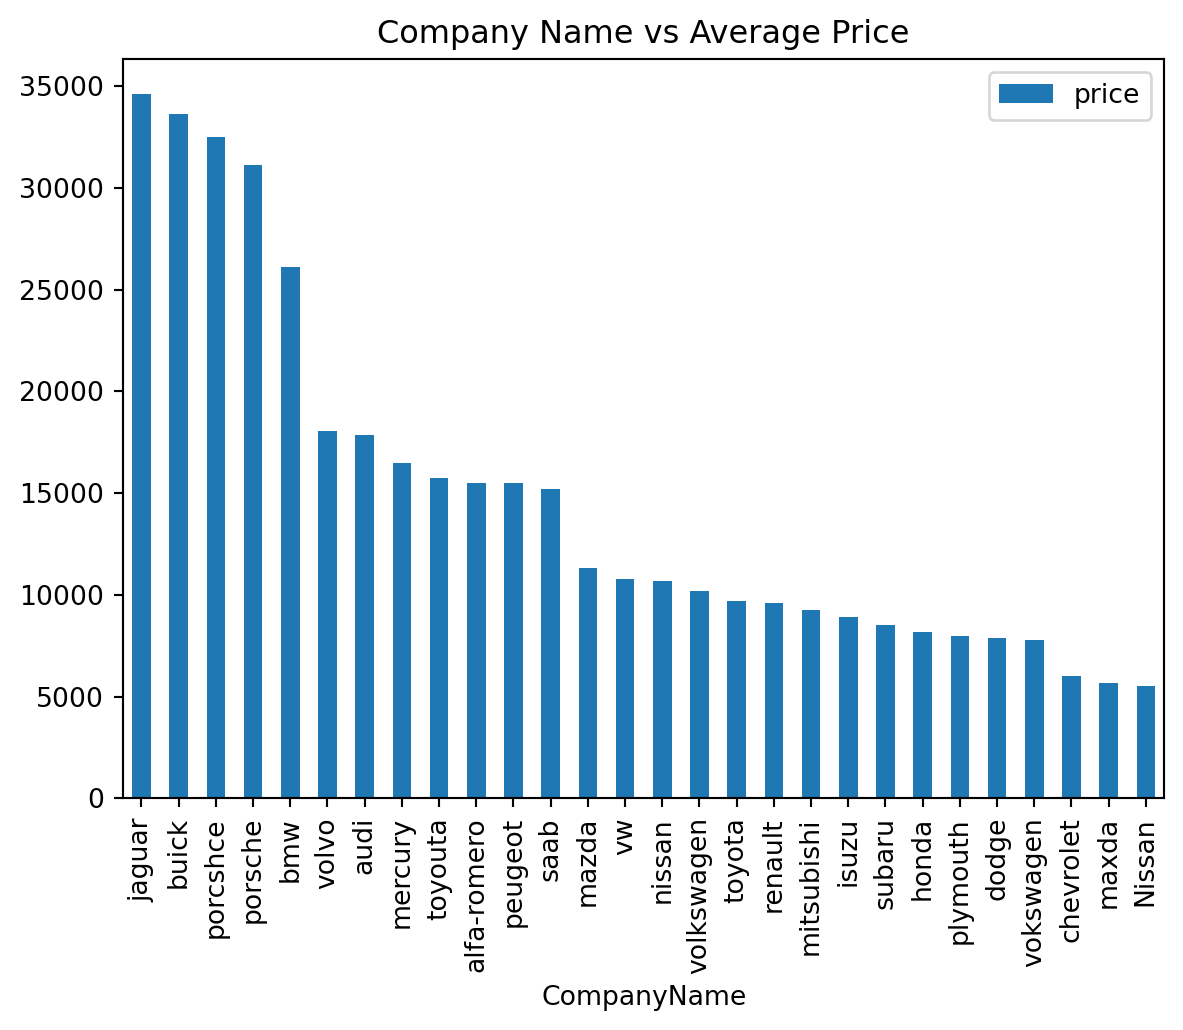 Company Name vs Average Price
price
35000
30000
25000
20000
15000
10000
5000
0
jaguar
buick
porcshce
porsche
bmw
volvo
audi
mercury
toyouta
alfa-romero
peugeot
saab
mazda
vw
nissan
volkswagen
toyota
renault
mitsubishi
isuzu
subaru
honda
plymouth
dodge
vokswagen
chevrolet
maxda
Nissan
CompanyName